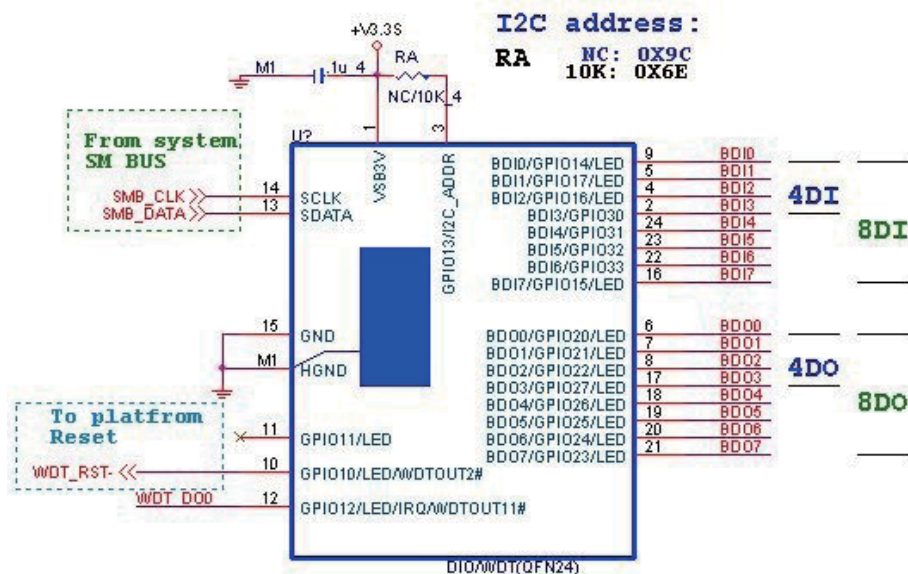 I2C address:
RA NC: 0X9C
10K: 0X6E
+V3.3S
RA
M1 .1u_4
NC/10K_4
From system
SM BUS
U?
1
3
VSB3V
GPIO13/I2C_ADDR
SMB_CLK 14 SCLK
SMB_DATA 13 SDATA
BDI0/GPIO14/LED 9 BDI0
BDI1/GPIO17/LED 5 BDI1
BDI2/GPIO16/LED 4 BDI2
BDI3/GPIO30 2 BDI3
BDI4/GPIO31 24 BDI4
BDI5/GPIO32 23 BDI5
BDI6/GPIO33 22 BDI6
BDI7/GPIO15/LED 16 BDI7
4DI
8DI
15 GND
M1 HGND
BDO0/GPIO20/LED 6 BDO0
BDO1/GPIO21/LED 7 BDO1
BDO2/GPIO22/LED 8 BDO2
BDO3/GPIO27/LED 17 BDO3
BDO4/GPIO26/LED 18 BDO4
BDO5/GPIO25/LED 19 BDO5
BDO6/GPIO24/LED 20 BDO6
BDO7/GPIO23/LED 21 BDO7
4DO
8DO
To platfrom
Reset
11 GPIO11/LED
WDT_RST- 10 GPIO10/LED/WDTOUT2#
WDT_DO0 12 GPIO12/LED/IRQ/WDTOUT11#
DIO/WDT(QFN24)